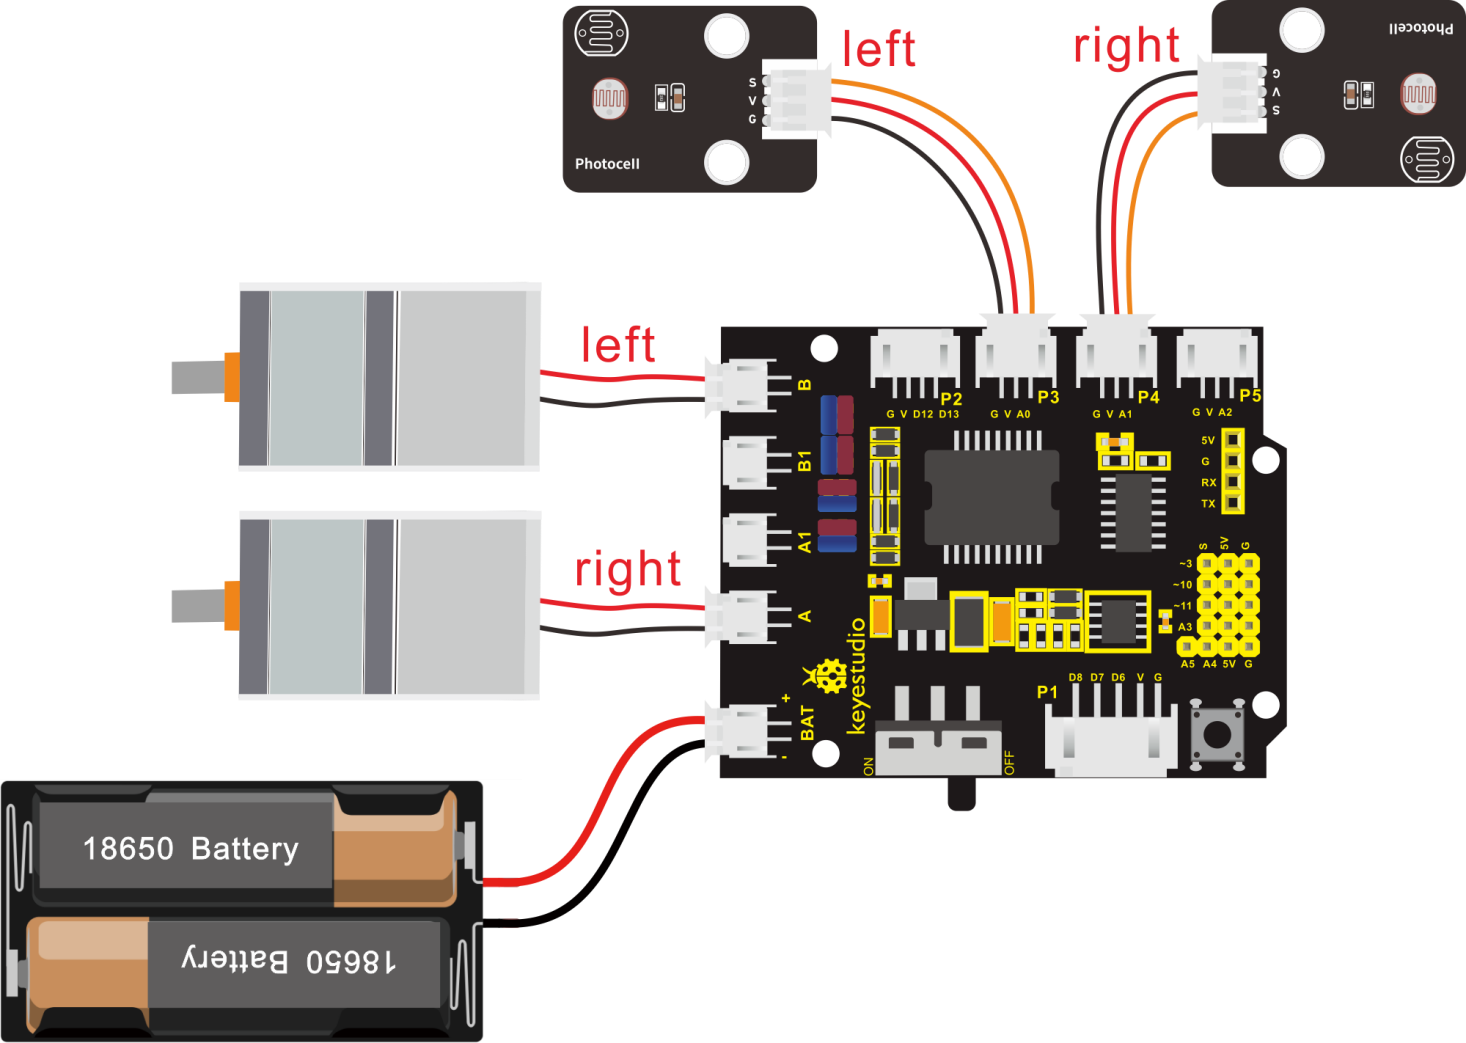 left
right
S
V
G
Photocell
G
V
S
Photocell
left
right
B
B1
A1
A
P2
G V D12 D13
P3
G V A0
P4
G V A1
P5
G V A2
5V
G
RX
TX
S 5V G
~3
~10
~11
A3
A5 A4 5V G
keyestudio
+
BAT
-
ON
OFF
P1
D8 D7 D6 V G
18650 Battery
18650 Battery